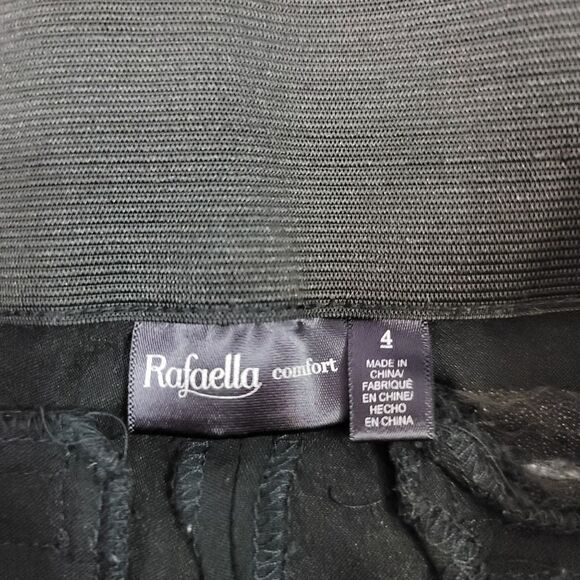 Rafaella comfort
4
MADE IN
CHINA/
FABRIQUÉ
EN CHINE/
HECHO
EN CHINA